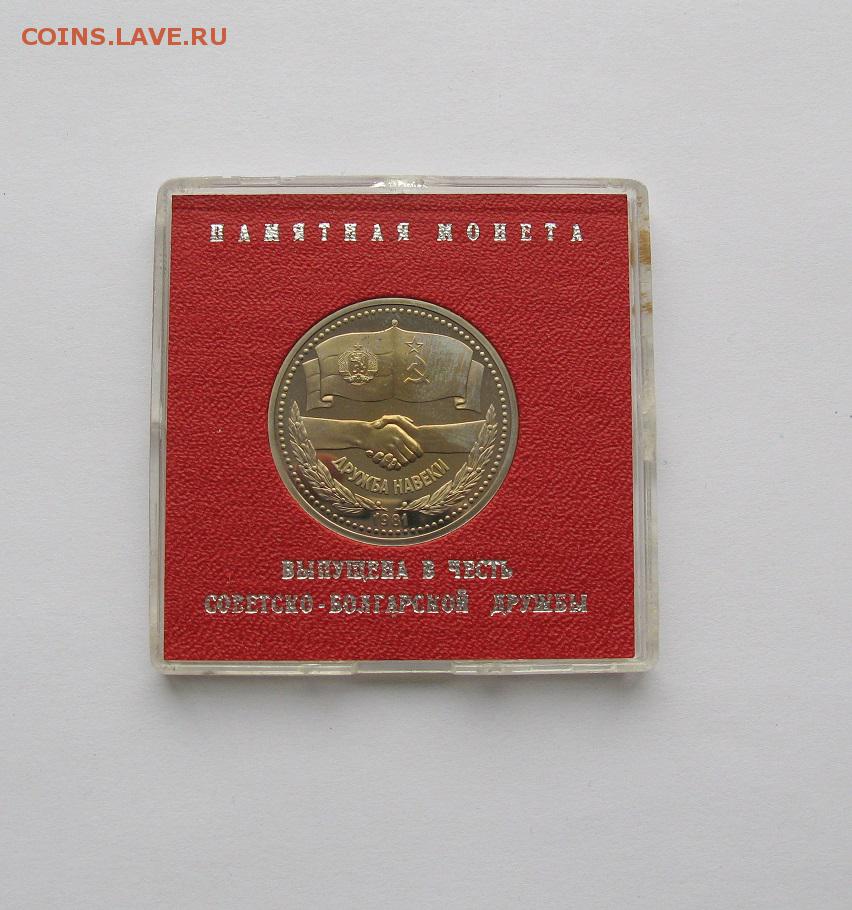 COINS.LAVE.RU
ПАМЯТНАЯ МОНЕТА
ДРУЖБА НАВЕКИ
1981
ВЫПУЩЕНА В ЧЕСТЬ
СОВЕТСКО-БОЛГАРСКОЙ ДРУЖБЫ